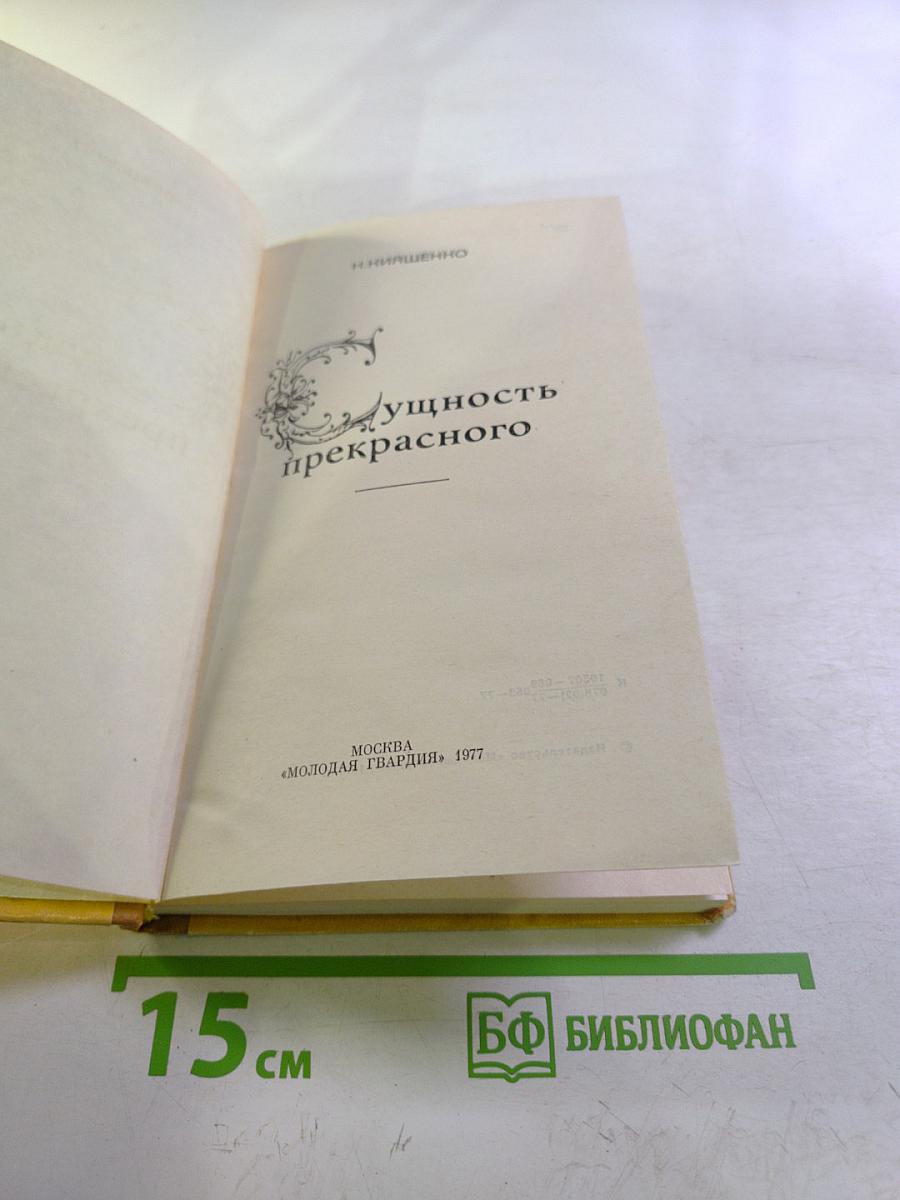 Н. КИЯЩЕНКО
Сущность
прекрасного
МОСКВА
«МОЛОДАЯ ГВАРДИЯ» 1977
15 см
БФ БИБЛИОФАН